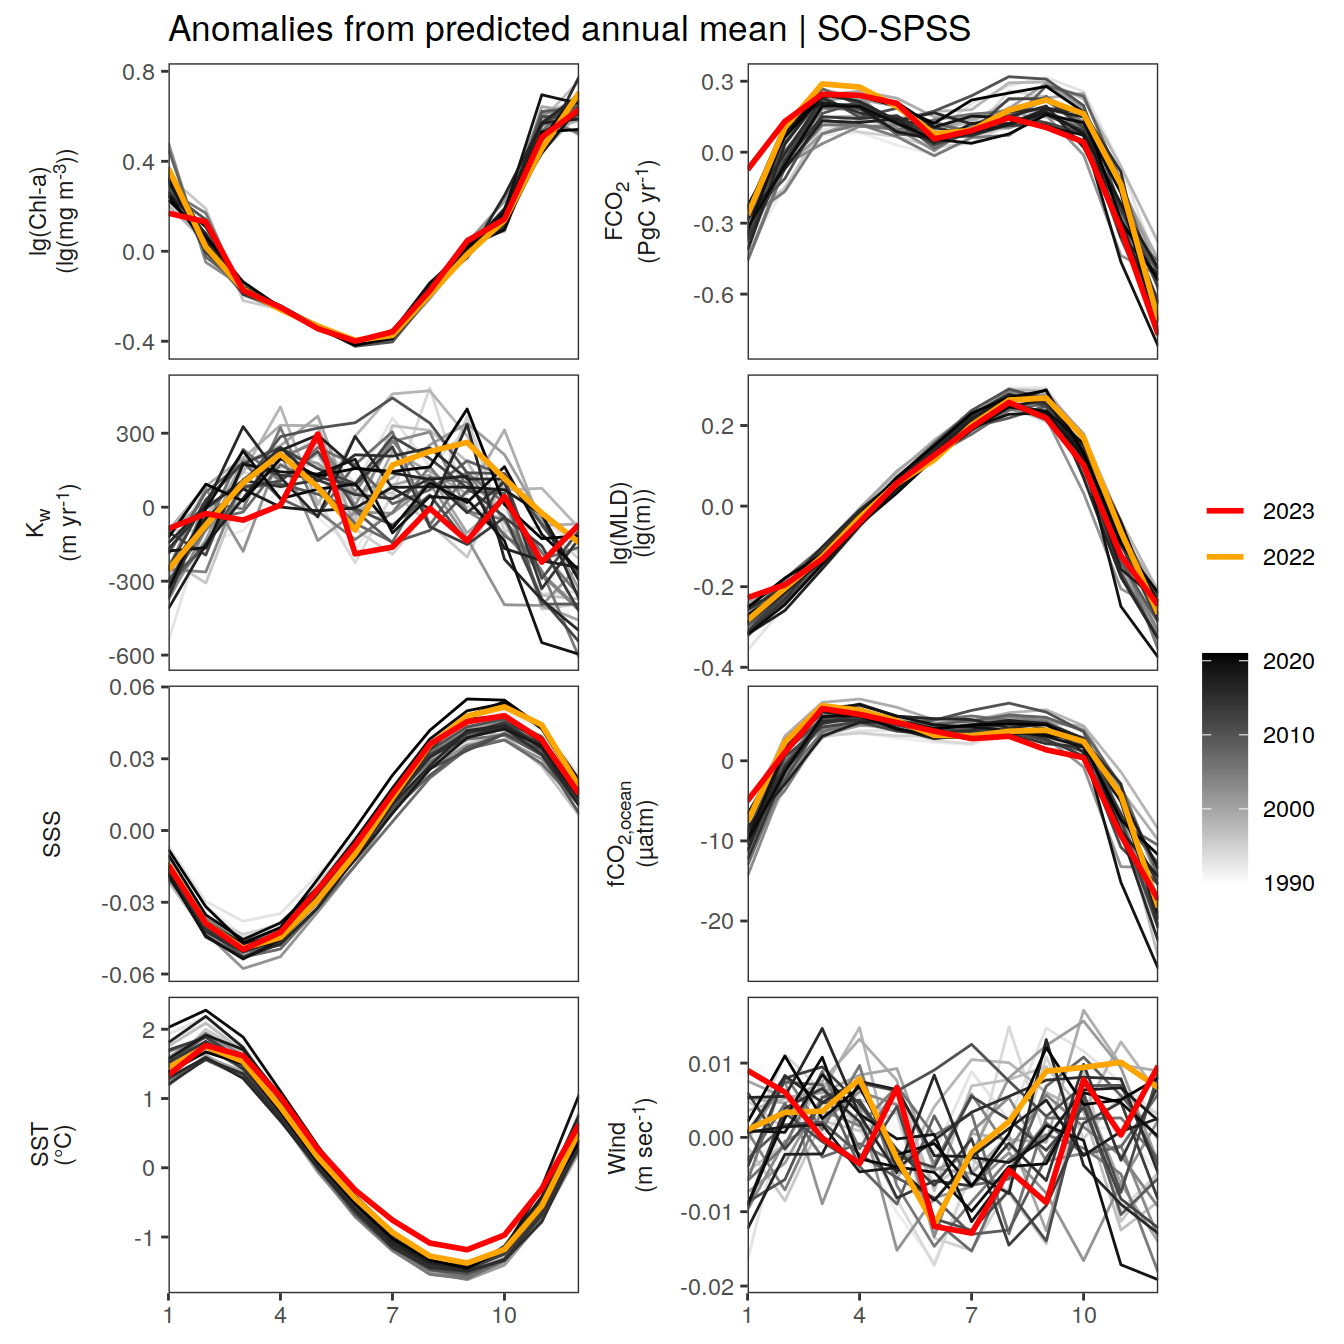 Anomalies from predicted annual mean | SO-SPSS
lg(Chl-a)
(lg(mg m⁻³))
0.8
0.4
0.0
-0.4
FCO₂
(PgC yr⁻¹)
0.3
0.0
-0.3
-0.6
K_w
(m yr⁻¹)
300
0
-300
-600
lg(MLD)
(lg(m))
0.2
0.0
-0.2
-0.4
SSS
0.06
0.03
0.00
-0.03
-0.06
fCO₂,ocean
(µatm)
0
-10
-20
SST
(°C)
2
1
0
-1
1 4 7 10
Wind
(m sec⁻¹)
0.01
0.00
-0.01
-0.02
1 4 7 10
2023
2022
2020
2010
2000
1990